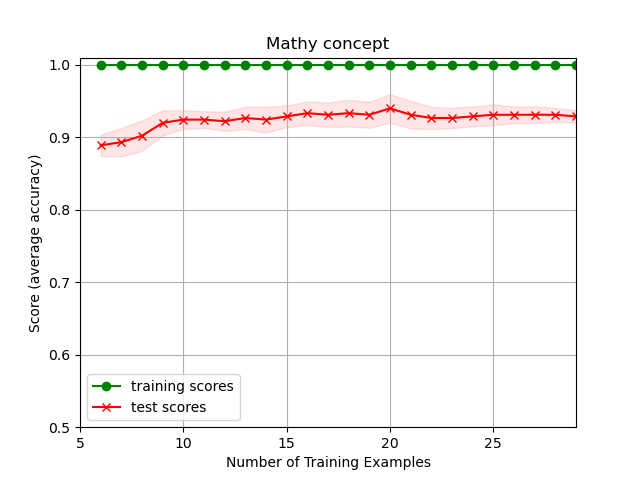 Mathy concept
Score (average accuracy)
1.0
0.9
0.8
0.7
0.6
0.5
training scores
test scores
5
10
15
20
25
Number of Training Examples